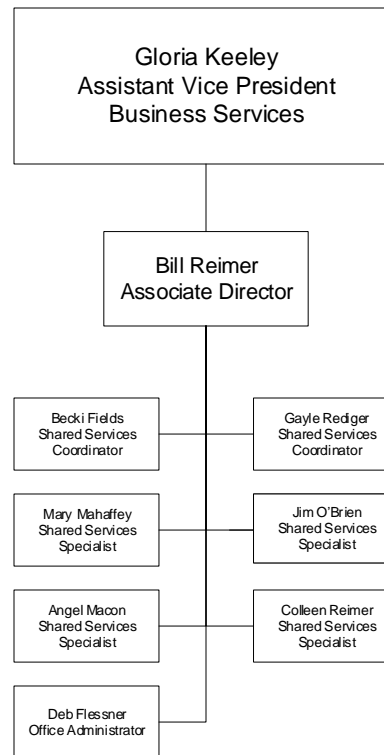 Gloria Keeley
Assistant Vice President
Business Services
Bill Reimer
Associate Director
Becki Fields
Shared Services
Coordinator
Gayle Rediger
Shared Services
Coordinator
Mary Mahaffey
Shared Services
Specialist
Jim O'Brien
Shared Services
Specialist
Angel Macon
Shared Services
Specialist
Colleen Reimer
Shared Services
Specialist
Deb Flessner
Office Administrator